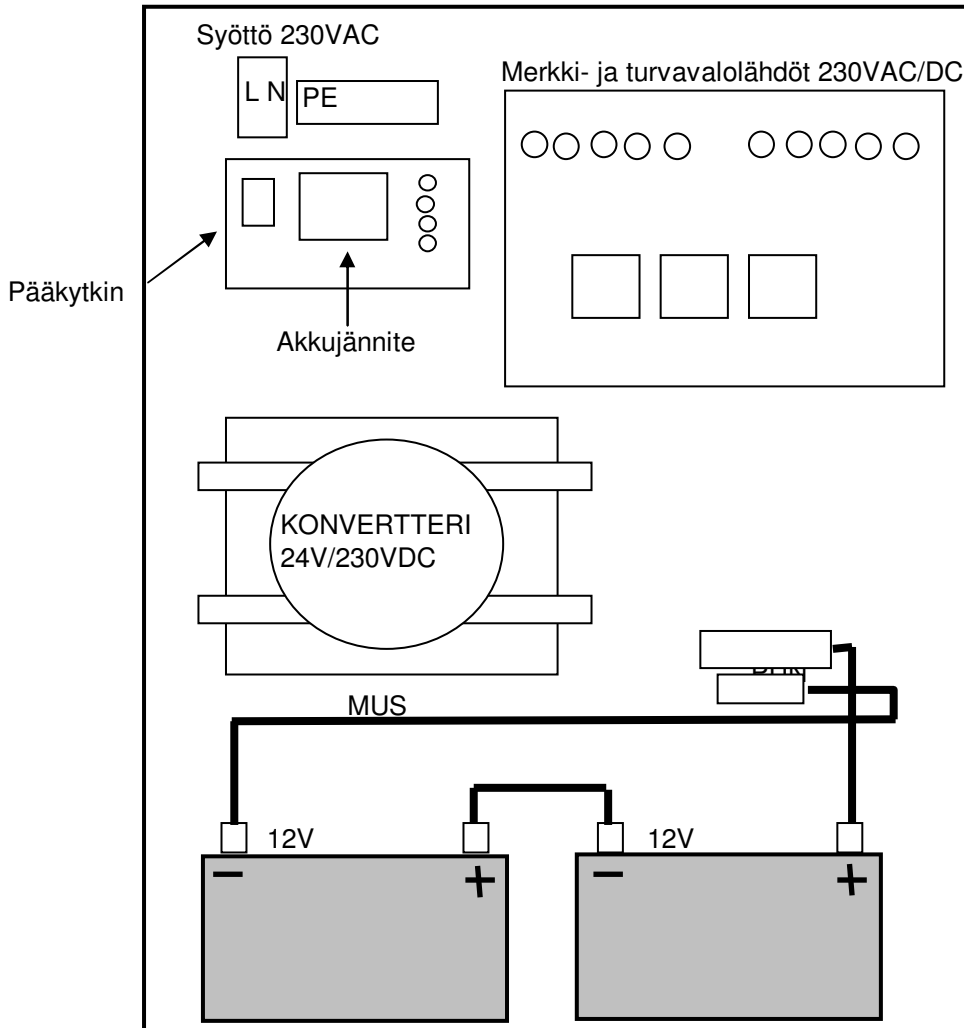 Syöttö 230VAC
L N
PE
Merkki- ja turvavalolähdöt 230VAC/DC
Pääkytkin
Akkujännite
KONVERTTERI
24V/230VDC
MUS
12V
12V
− +
− +